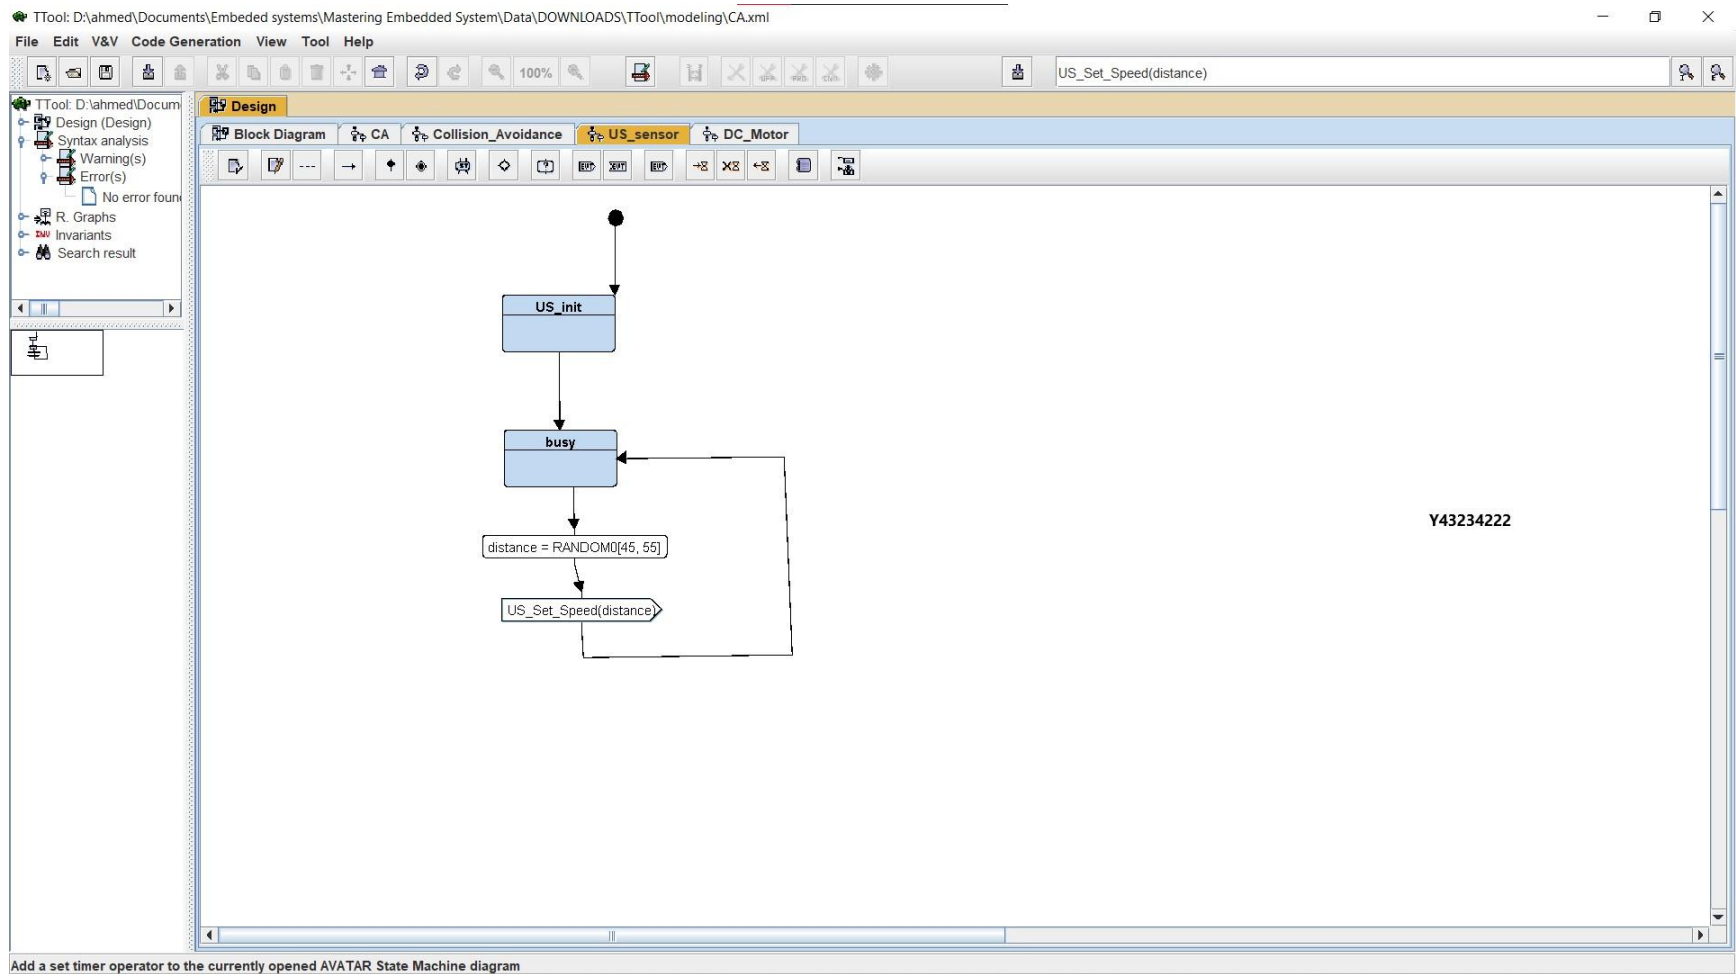 TTool: D:\ahmed\Documents\Embeded systems\Mastering Embedded System\Data\DOWNLOADS\TTool\modeling\CA.xml
File Edit V&V Code Generation View Tool Help
100% US_Set_Speed(distance)
TTool: D:\ahmed\Docum
Design (Design)
Syntax analysis
Warning(s)
Error(s)
No error foun
R. Graphs
Invariants
Search result
Design
Block Diagram CA Collision_Avoidance US_sensor DC_Motor
US_init
busy
distance = RANDOM0[45, 55]
US_Set_Speed(distance)
Y43234222
Add a set timer operator to the currently opened AVATAR State Machine diagram